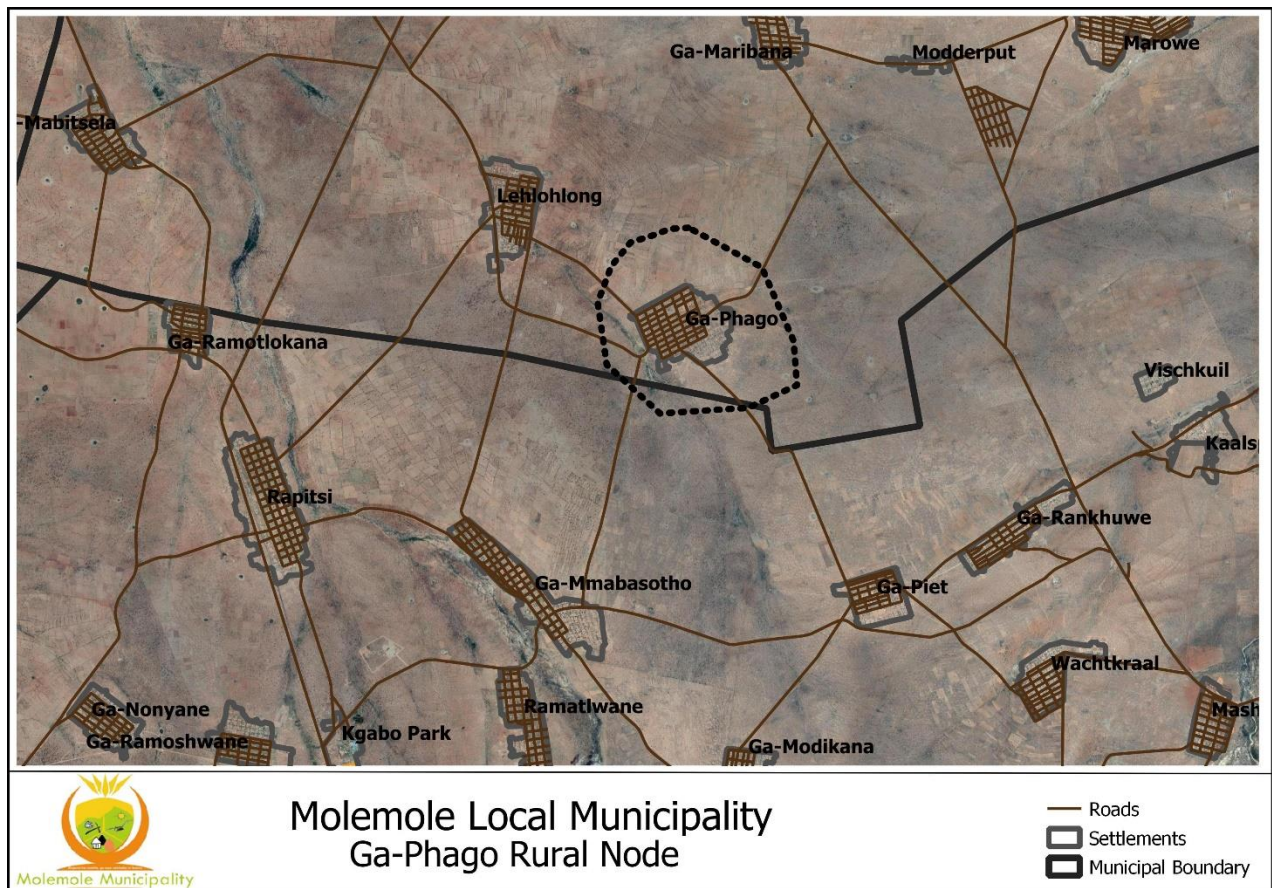 Ga-Maribana
Modderput
Marowe
-Mabitsela
Lehlohlong
Ga-Phago
Ga-Ramotlokana
Vischkuil
Kaalsp
Rapitsi
Ga-Rankhuwe
Ga-Mmabasotho
Ga-Piet
Wachtkraal
Ga-Nonyane
Ramatlwane
Mash
Ga-Ramoshwane
Kgabo Park
Ga-Modikana
Molemole Local Municipality
Ga-Phago Rural Node
Roads
Settlements
Municipal Boundary
Molemole Municipality